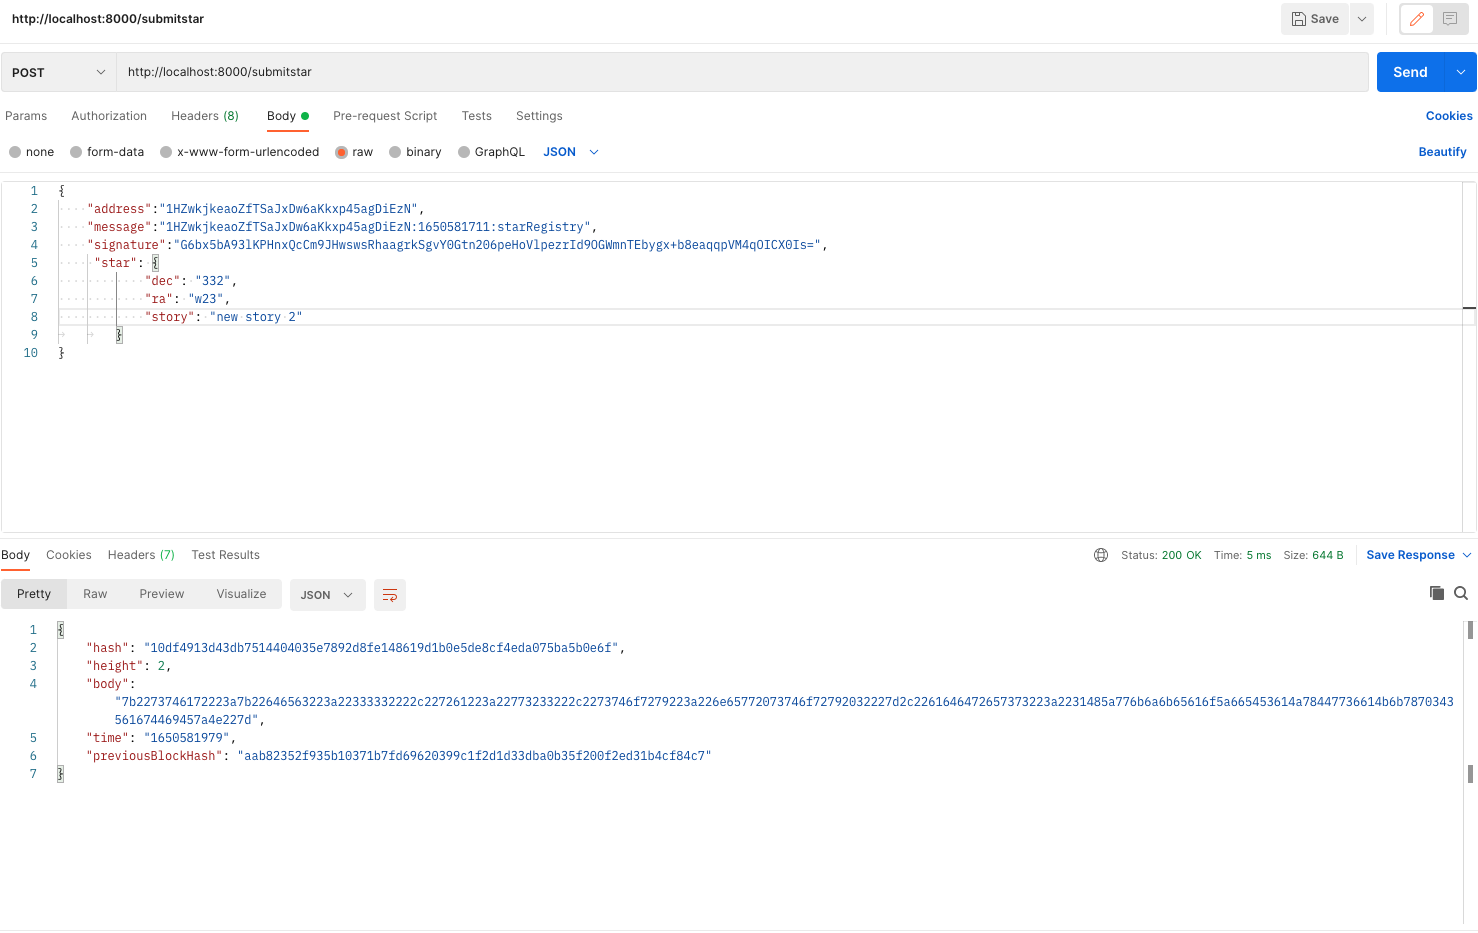 http://localhost:8000/submitstar
Save
POST
http://localhost:8000/submitstar
Send
Params Authorization Headers (8) Body Pre-request Script Tests Settings Cookies
none form-data x-www-form-urlencoded raw binary GraphQL JSON Beautify
1 {
2 "address":"1HZwkjkeaoZfTSaJxDw6aKkxp45agDiEzN",
3 "message":"1HZwkjkeaoZfTSaJxDw6aKkxp45agDiEzN:1650581711:starRegistry",
4 "signature":"G6bx5bA93lKPHnxQcCm9JHwswsRhaagrkSgvY0Gtn206peHoVlpezrId9OGWmnTEbygx+b8eaqqpVM4qOICX0Is=",
5 "star": {
6 "dec": "332",
7 "ra": "w23",
8 "story": "new story 2"
9 }
10 }
Body Cookies Headers (7) Test Results Status: 200 OK Time: 5 ms Size: 644 B Save Response
Pretty Raw Preview Visualize JSON
1 {
2 "hash": "10df4913d43db7514404035e7892d8fe148619d1b0e5de8cf4eda075ba5b0e6f",
3 "height": 2,
4 "body":
"7b2273746172223a7b22646563223a22333332222c227261223a22773233222c2273746f7279223a226e65772073746f72792032227d2c2261646472657373223a2231485a776b6a6b65616f5a665453614a78447736614b6b7870343
561674469457a4e227d",
5 "time": "1650581979",
6 "previousBlockHash": "aab82352f935b10371b7fd69620399c1f2d1d33dba0b35f200f2ed31b4cf84c7"
7 }